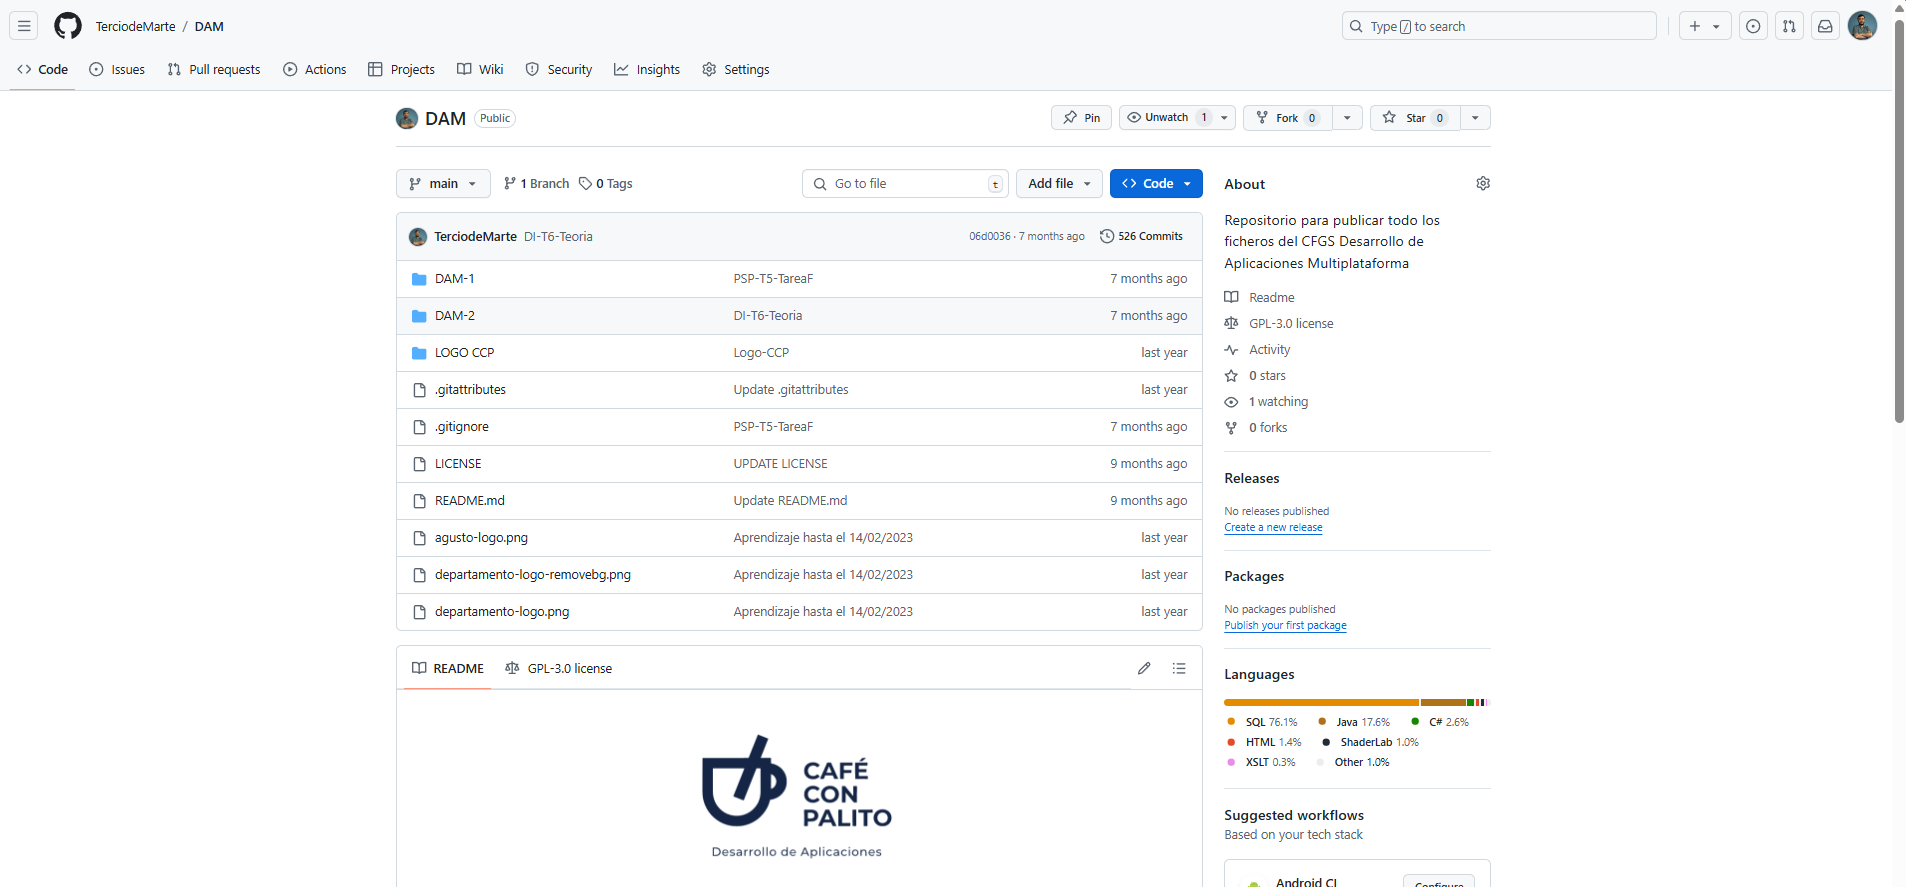 TerciodeMarte / DAM
Type / to search
Code Issues Pull requests Actions Projects Wiki Security Insights Settings
DAM Public
Pin Unwatch 1 Fork 0 Star 0
main 1 Branch 0 Tags Go to file t Add file Code
TerciodeMarte DI-T6-Teoria 06d0036 · 7 months ago 526 Commits
DAM-1 PSP-T5-TareaF 7 months ago
DAM-2 DI-T6-Teoria 7 months ago
LOGO CCP Logo-CCP last year
.gitattributes Update .gitattributes last year
.gitignore PSP-T5-TareaF 7 months ago
LICENSE UPDATE LICENSE 9 months ago
README.md Update README.md 9 months ago
agusto-logo.png Aprendizaje hasta el 14/02/2023 last year
departamento-logo-removebg.png Aprendizaje hasta el 14/02/2023 last year
departamento-logo.png Aprendizaje hasta el 14/02/2023 last year
README GPL-3.0 license
CAFÉ
CON
PALITO
Desarrollo de Aplicaciones
About
Repositorio para publicar todo los
ficheros del CFGS Desarrollo de
Aplicaciones Multiplataforma
Readme
GPL-3.0 license
Activity
0 stars
1 watching
0 forks
Releases
No releases published
Create a new release
Packages
No packages published
Publish your first package
Languages
SQL 76.1% Java 17.6% C# 2.6%
HTML 1.4% ShaderLab 1.0%
XSLT 0.3% Other 1.0%
Suggested workflows
Based on your tech stack
Android CI Configure